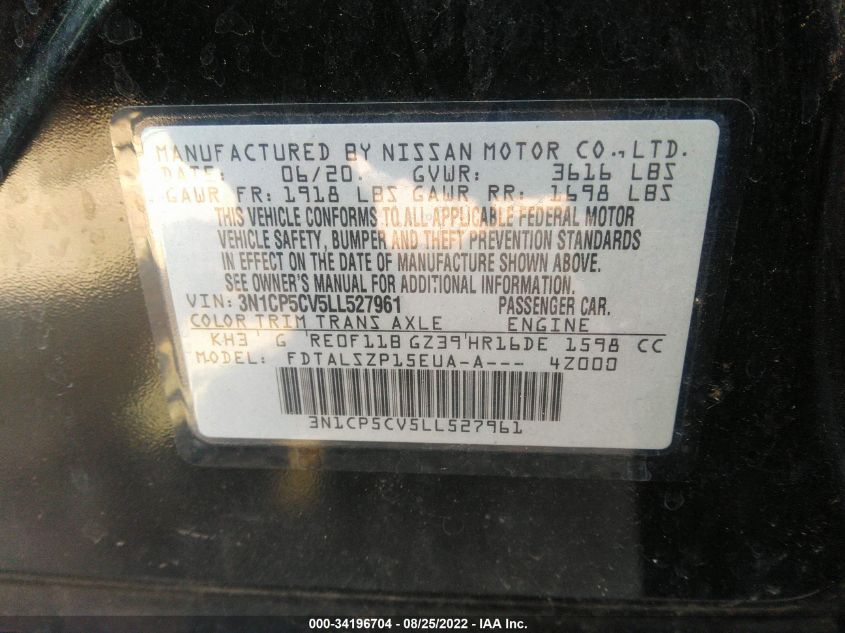 MANUFACTURED BY NISSAN MOTOR CO., LTD.
DATE: 06/20. GVWR: 3616 LBS
GAWR FR: 1918 LBS GAWR RR: 1698 LBS
THIS VEHICLE CONFORMS TO ALL APPLICABLE FEDERAL MOTOR
VEHICLE SAFETY, BUMPER AND THEFT PREVENTION STANDARDS
IN EFFECT ON THE DATE OF MANUFACTURE SHOWN ABOVE.
SEE OWNER'S MANUAL FOR ADDITIONAL INFORMATION.
VIN: 3N1CP5CV5LL527961 PASSENGER CAR.
COLOR TRIM TRANS AXLE ENGINE
KH3 G RE0F11B GZ39 HR16DE 1598 CC
MODEL: FDTALSZP15EUA-A--- 4Z000
3N1CP5CV5LL527961
000-34196704 - 08/25/2022 - IAA Inc.